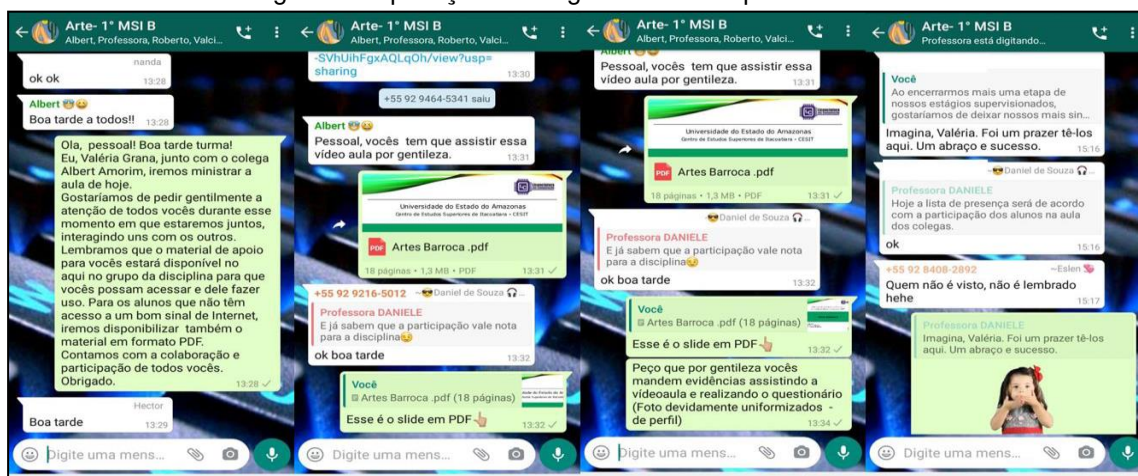 Arte- 1° MSI B
Albert, Professora, Roberto, Valci...
nanda
ok ok
13:28
Albert
Boa tarde a todos!! 13:28
Ola, pessoal! Boa tarde turma!
Eu, Valéria Grana, junto com o colega
Albert Amorim, iremos ministrar a
aula de hoje.
Gostaríamos de pedir gentilmente a
atenção de todos vocês durante esse
momento em que estaremos juntos,
interagindo uns com os outros.
Lembramos que o material de apoio
para vocês estará disponível no
aqui no grupo da disciplina para que
vocês possam acessar e dele fazer
uso. Para os alunos que não têm
acesso a um bom sinal de Internet,
iremos disponibilizar também o
material em formato PDF.
Contamos com a colaboração e
participação de todos vocês.
Obrigado.
13:28
Hector
Boa tarde
13:29
Digite uma mens...
Arte- 1° MSI B
Albert, Professora, Roberto, Valci...
-SVhUihFgxAQLqOh/view?usp=
sharing
13:30
+55 92 9464-5341 saiu
Albert
Pessoal, vocês tem que assistir essa
vídeo aula por gentileza.
13:31
Universidade do Estado do Amazonas
Centro de Estudos Superiores de Itacoatiara - CESIT
PDF Artes Barroca .pdf
18 páginas • 1,3 MB • PDF 13:31
+55 92 9216-5012 ~Daniel de Souza
Professora DANIELE
E já sabem que a participação vale nota
para a disciplina
ok boa tarde
13:32
Você
Artes Barroca .pdf (18 páginas)
Esse é o slide em PDF
13:32
Digite uma mens...
Arte- 1° MSI B
Albert, Professora, Roberto, Valci...
Albert
Pessoal, vocês tem que assistir essa
vídeo aula por gentileza.
13:31
Universidade do Estado do Amazonas
Centro de Estudos Superiores de Itacoatiara - CESIT
PDF Artes Barroca .pdf
18 páginas • 1,3 MB • PDF 13:31
~Daniel de Souza
Professora DANIELE
E já sabem que a participação vale nota
para a disciplina
ok boa tarde
13:32
Você
Artes Barroca .pdf (18 páginas)
Esse é o slide em PDF
13:32
Peço que por gentileza vocês
mandem evidências assistindo a
vídeoaula e realizando o questionário
(Foto devidamente uniformizados -
de perfil)
13:34
Digite uma mens...
Arte- 1° MSI B
Professora está digitando...
Você
Ao encerrarmos mais uma etapa de
nossos estágios supervisionados,
gostaríamos de deixar nossos mais sin...
Imagina, Valéria. Foi um prazer tê-los
aqui. Um abraço e sucesso.
15:16
~Daniel de Souza
Professora DANIELE
Hoje a lista de presença será de acordo
com a participação dos alunos na aula
dos colegas.
ok
15:16
+55 92 8408-2892 ~Eslen
Quem não é visto, não é lembrado
hehe
15:17
Professora DANIELE
Imagina, Valéria. Foi um prazer tê-los
aqui. Um abraço e sucesso.
Digite uma mens...